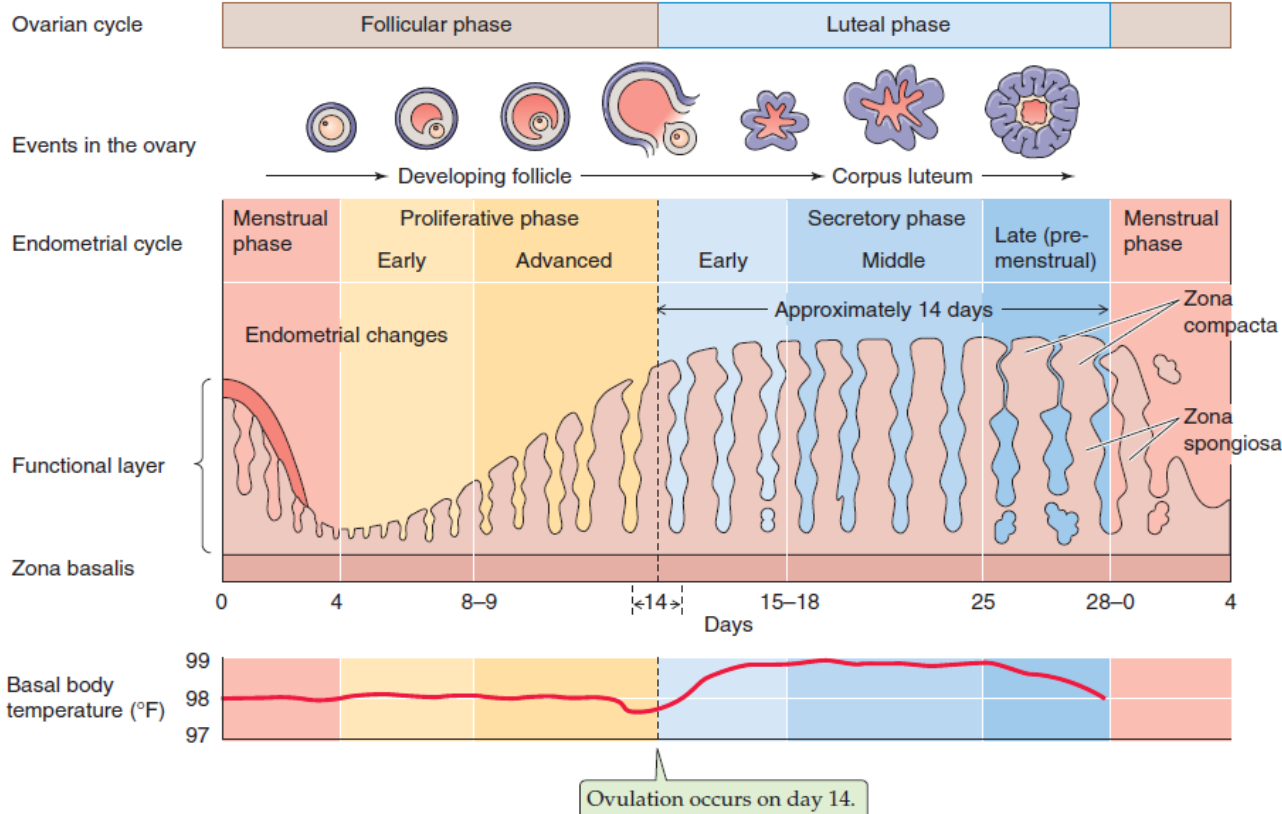 Ovarian cycle
Follicular phase
Luteal phase
Events in the ovary
Developing follicle
Corpus luteum
Endometrial cycle
Menstrual
phase
Proliferative phase
Early
Advanced
Secretory phase
Early
Middle
Late (pre-
menstrual)
Menstrual
phase
Approximately 14 days
Endometrial changes
Zona
compacta
Zona
spongiosa
Functional layer
Zona basalis
0 4 8–9 14 15–18 25 28–0 4
Days
Basal body
temperature (°F)
99
98
97
Ovulation occurs on day 14.